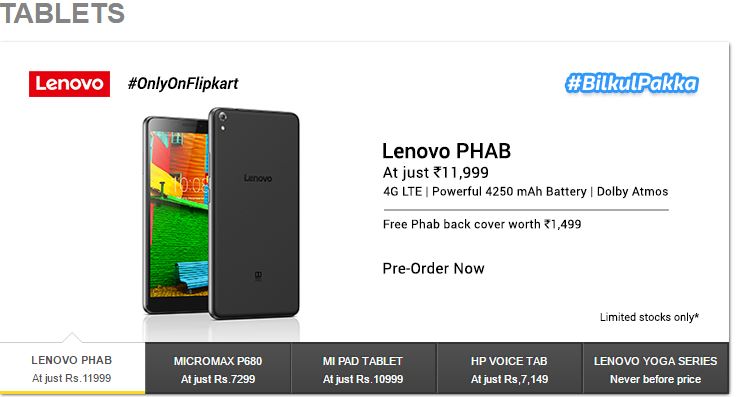 TABLETS
Lenovo #OnlyOnFlipkart
#BilkulPakka
10:08
Lenovo
Lenovo PHAB
At just ₹11,999
4G LTE | Powerful 4250 mAh Battery | Dolby Atmos
Free Phab back cover worth ₹1,499
Pre-Order Now
Limited stocks only*
LENOVO PHAB
At just Rs.11999
MICROMAX P680
At just Rs.7299
MI PAD TABLET
At just Rs.10999
HP VOICE TAB
At just Rs,7,149
LENOVO YOGA SERIES
Never before price